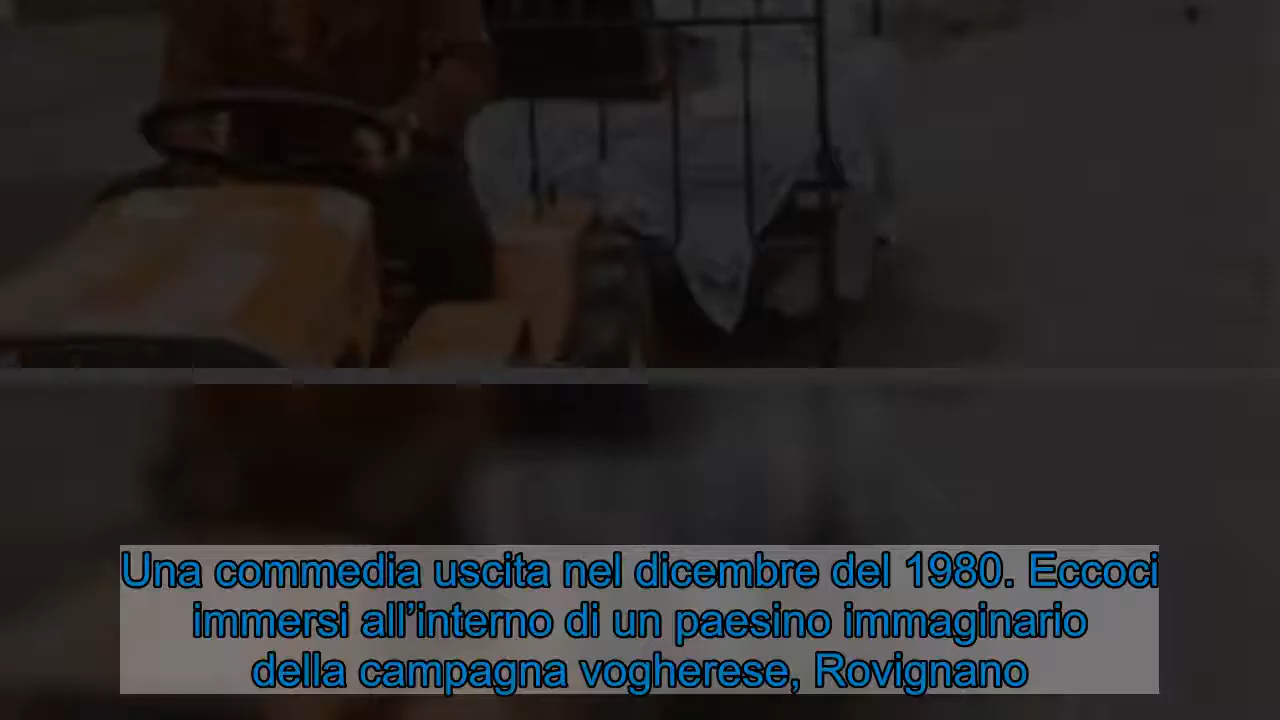 Una commedia uscita nel dicembre del 1980. Eccoci
immersi all’interno di un paesino immaginario
della campagna vogherese, Rovignano